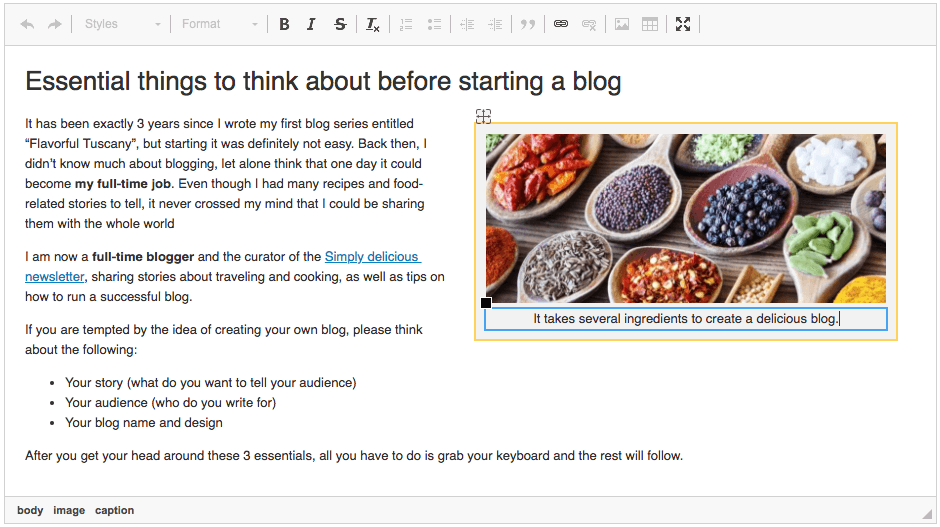 Styles Format B I S Tx
Essential things to think about before starting a blog
It has been exactly 3 years since I wrote my first blog series entitled
“Flavorful Tuscany”, but starting it was definitely not easy. Back then, I
didn’t know much about blogging, let alone think that one day it could
become my full-time job. Even though I had many recipes and food-
related stories to tell, it never crossed my mind that I could be sharing
them with the whole world
I am now a full-time blogger and the curator of the Simply delicious
newsletter, sharing stories about traveling and cooking, as well as tips on
how to run a successful blog.
If you are tempted by the idea of creating your own blog, please think
about the following:
• Your story (what do you want to tell your audience)
• Your audience (who do you write for)
• Your blog name and design
After you get your head around these 3 essentials, all you have to do is grab your keyboard and the rest will follow.
It takes several ingredients to create a delicious blog.
body image caption